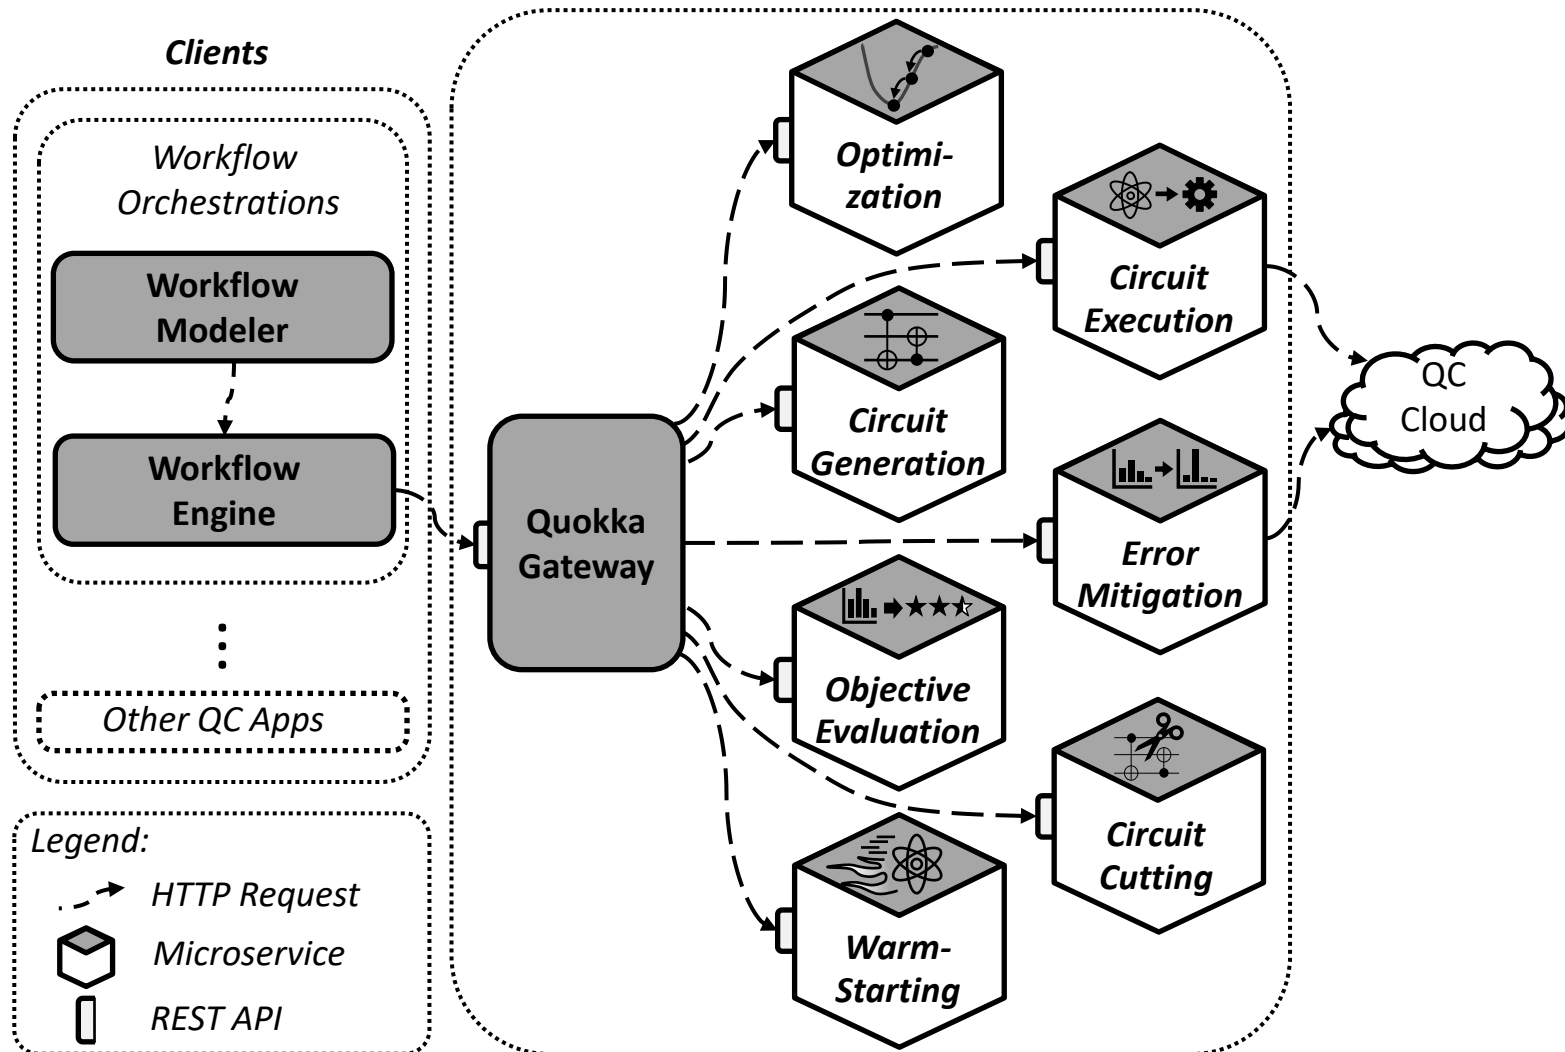 Clients
Workflow
Orchestrations
Workflow
Modeler
Workflow
Engine
Other QC Apps
Legend:
HTTP Request
Microservice
REST API
Quokka
Gateway
Optimi-
zation
Circuit
Execution
Circuit
Generation
Error
Mitigation
Objective
Evaluation
Circuit
Cutting
Warm-
Starting
QC
Cloud